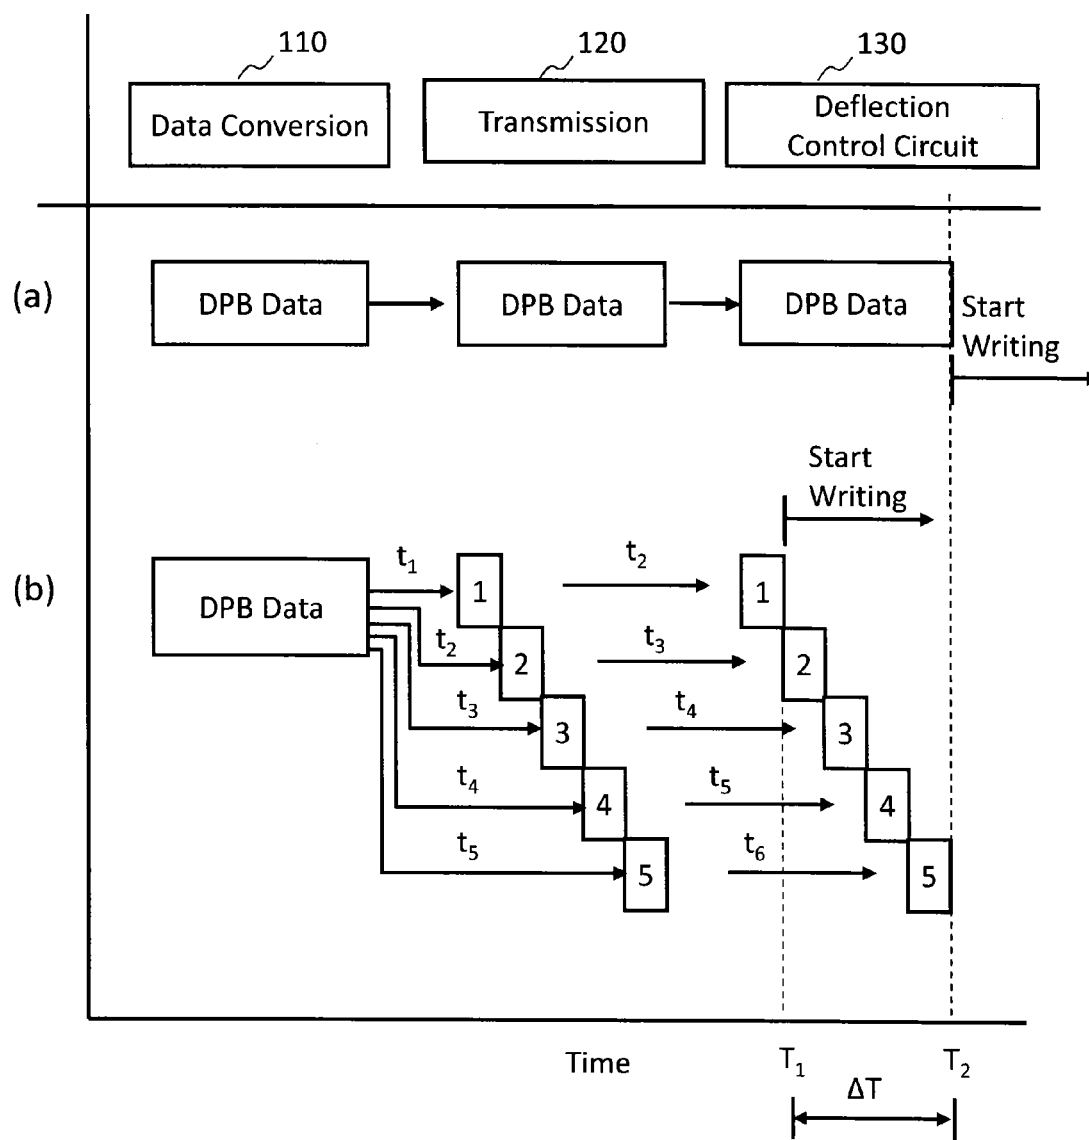 110
120
130
Data Conversion
Transmission
Deflection
Control Circuit
(a)
DPB Data
DPB Data
DPB Data
Start
Writing
Start
Writing
(b)
DPB Data
t1
1
t2
1
t2
2
t3
2
t3
3
t4
3
t4
4
t5
4
t5
5
t6
5
Time
T1
T2
ΔT